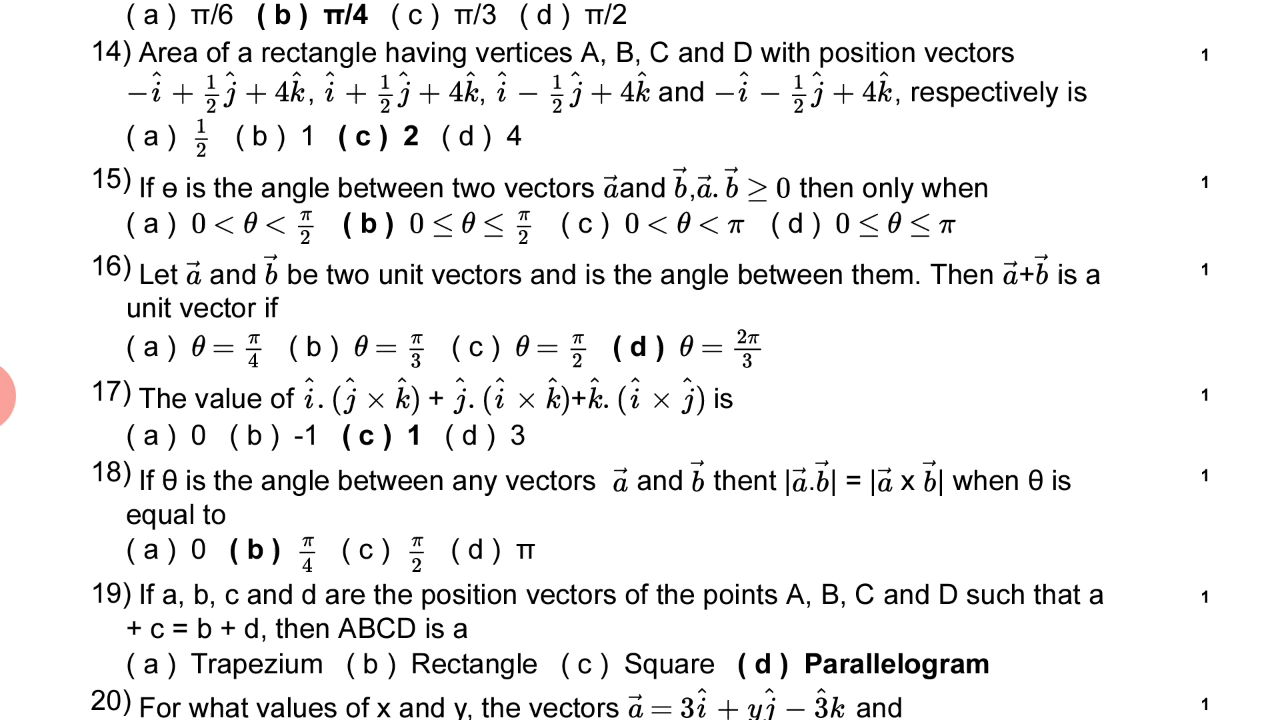 (a) π/6 (b) π/4 (c) π/3 (d) π/2
14) Area of a rectangle having vertices A, B, C and D with position vectors 1
−î + ½ĵ + 4k̂, î + ½ĵ + 4k̂, î − ½ĵ + 4k̂ and −î − ½ĵ + 4k̂, respectively is
(a) ½ (b) 1 (c) 2 (d) 4
15) If ɵ is the angle between two vectors a⃗and b⃗,a⃗. b⃗ ≥ 0 then only when 1
(a) 0 < θ < π/2 (b) 0 ≤ θ ≤ π/2 (c) 0 < θ < π (d) 0 ≤ θ ≤ π
16) Let a⃗ and b⃗ be two unit vectors and is the angle between them. Then a⃗+b⃗ is a 1
unit vector if
(a) θ = π/4 (b) θ = π/3 (c) θ = π/2 (d) θ = 2π/3
17) The value of î. (ĵ × k̂) + ĵ. (î × k̂)+k̂. (î × ĵ) is 1
(a) 0 (b) -1 (c) 1 (d) 3
18) If θ is the angle between any vectors a⃗ and b⃗ thent |a⃗.b⃗| = |a⃗ x b⃗| when θ is 1
equal to
(a) 0 (b) π/4 (c) π/2 (d) π
19) If a, b, c and d are the position vectors of the points A, B, C and D such that a 1
+ c = b + d, then ABCD is a
(a) Trapezium (b) Rectangle (c) Square (d) Parallelogram
20) For what values of x and y, the vectors a⃗ = 3î + yĵ − 3̂k and 1